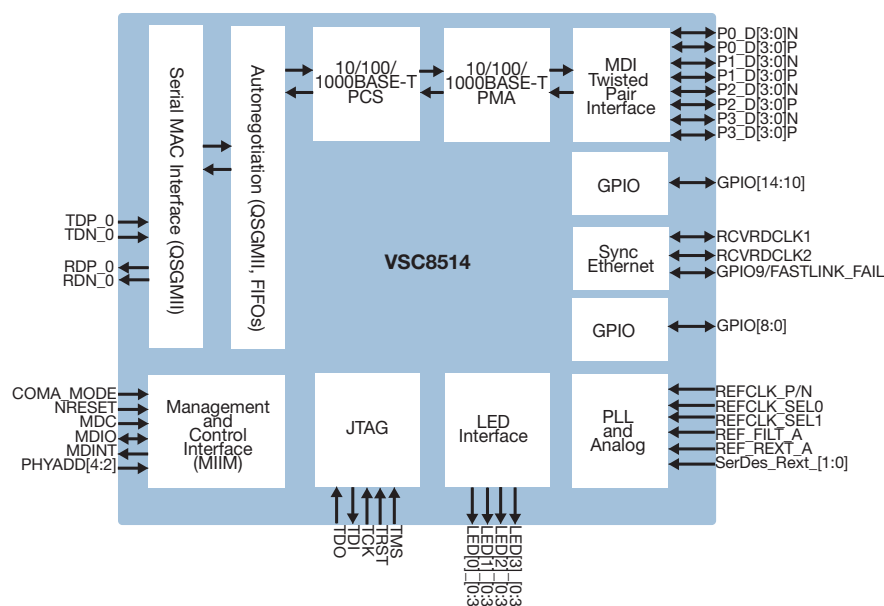 Serial MAC Interface (QSGMII)
Autonegotiation (QSGMII, FIFOs)
10/100/
1000BASE-T
PCS
10/100/
1000BASE-T
PMA
MDI
Twisted
Pair
Interface
P0_D[3:0]N
P0_D[3:0]P
P1_D[3:0]N
P1_D[3:0]P
P2_D[3:0]N
P2_D[3:0]P
P3_D[3:0]N
P3_D[3:0]P
GPIO
GPIO[14:10]
TDP_0
TDN_0
RDP_0
RDN_0
VSC8514
Sync
Ethernet
RCVRDCLK1
RCVRDCLK2
GPIO9/FASTLINK_FAIL
GPIO
GPIO[8:0]
COMA_MODE
NRESET
MDC
MDIO
MDINT
PHYADD[4:2]
Management
and
Control
Interface
(MIIM)
JTAG
LED
Interface
PLL
and
Analog
REFCLK_P/N
REFCLK_SEL0
REFCLK_SEL1
REF_FILT_A
REF_REXT_A
SerDes_Rext_[1:0]
TDO
TDI
TCK
TRST
TMS
LED[0]_[0:3
LED[1]_[0:3
LED[2]_[0:3
LED[3]_[0:3